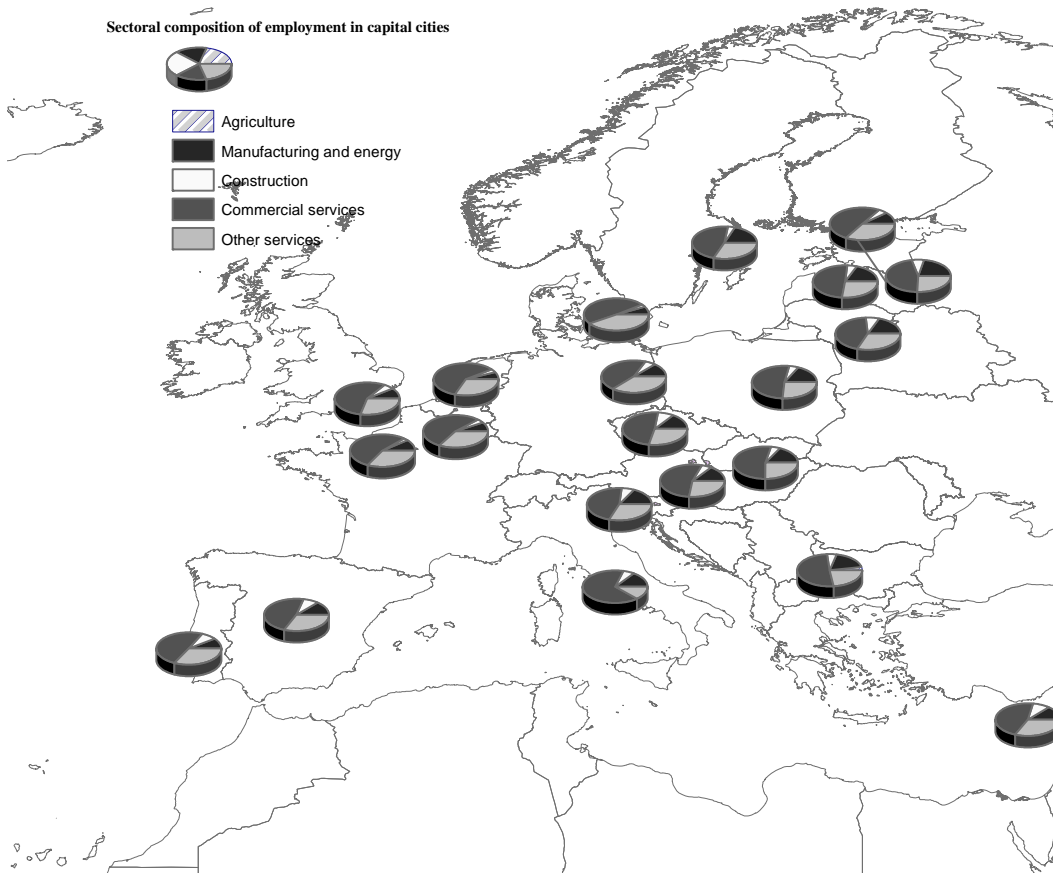 Sectoral composition of employment in capital cities
Agriculture
Manufacturing and energy
Construction
Commercial services
Other services